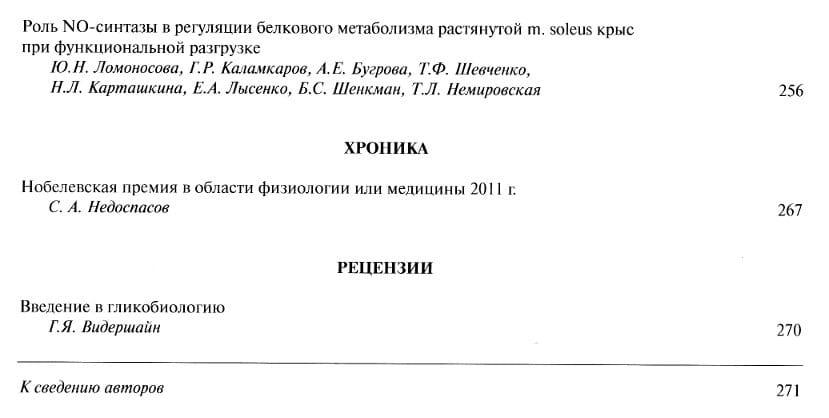 Роль NO-синтазы в регуляции белкового метаболизма растянутой m. soleus крыс
при функциональной разгрузке
Ю.Н. Ломоносова, Г.Р. Каламкаров, А.Е. Бугрова, Т.Ф. Шевченко,
Н.Л. Карташкина, Е.А. Лысенко, Б.С. Шенкман, Т.Л. Немировская 256
ХРОНИКА
Нобелевская премия в области физиологии или медицины 2011 г.
С. А. Недоспасов 267
РЕЦЕНЗИИ
Введение в гликобиологию
Г.Я. Видершайн 270
К сведению авторов 271